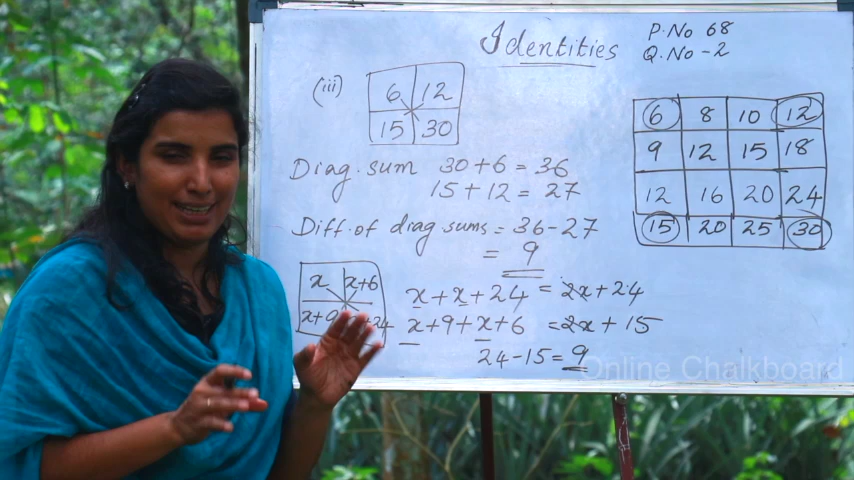 Identities
P.No 68
Q.No-2
(iii)
6 12
15 30
Diag.sum 30+6=36
15+12=27
Diff.of diag sums=36-27
= 9
x x+6
x+9 +24
x+x+24 = 2x+24
x+9+x+6 = 2x+15
24-15=9
6 8 10 12
9 12 15 18
12 16 20 24
15 20 25 30
Online Chalkboard